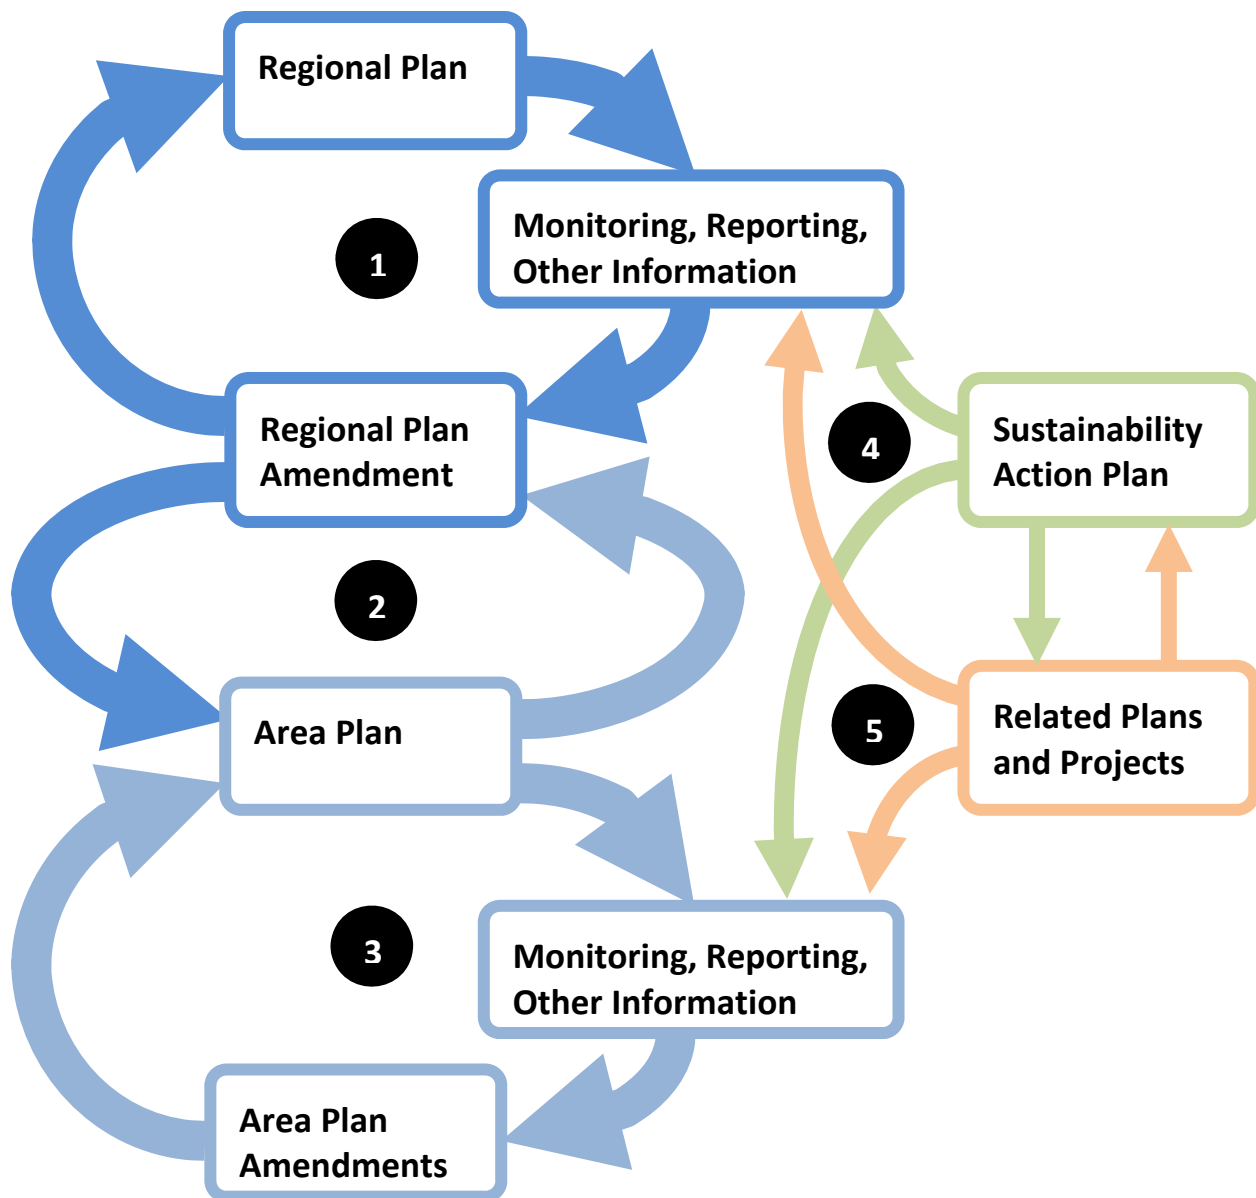 Regional Plan
Monitoring, Reporting,
Other Information
1
Regional Plan
Amendment
4
Sustainability
Action Plan
2
Area Plan
5
Related Plans
and Projects
3
Monitoring, Reporting,
Other Information
Area Plan
Amendments